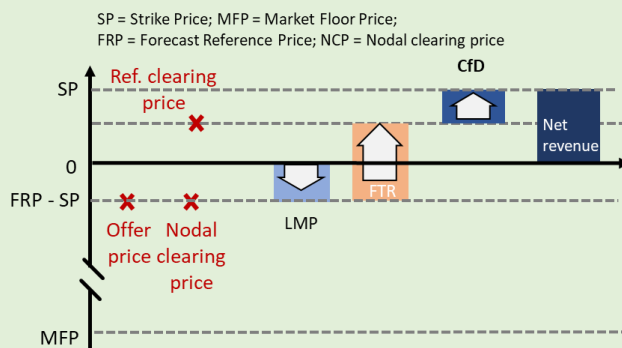 SP = Strike Price; MFP = Market Floor Price;
FRP = Forecast Reference Price; NCP = Nodal clearing price
CfD
SP
Ref. clearing
price
Net
revenue
0
FTR
FRP - SP
LMP
Offer
price
Nodal
clearing
price
MFP